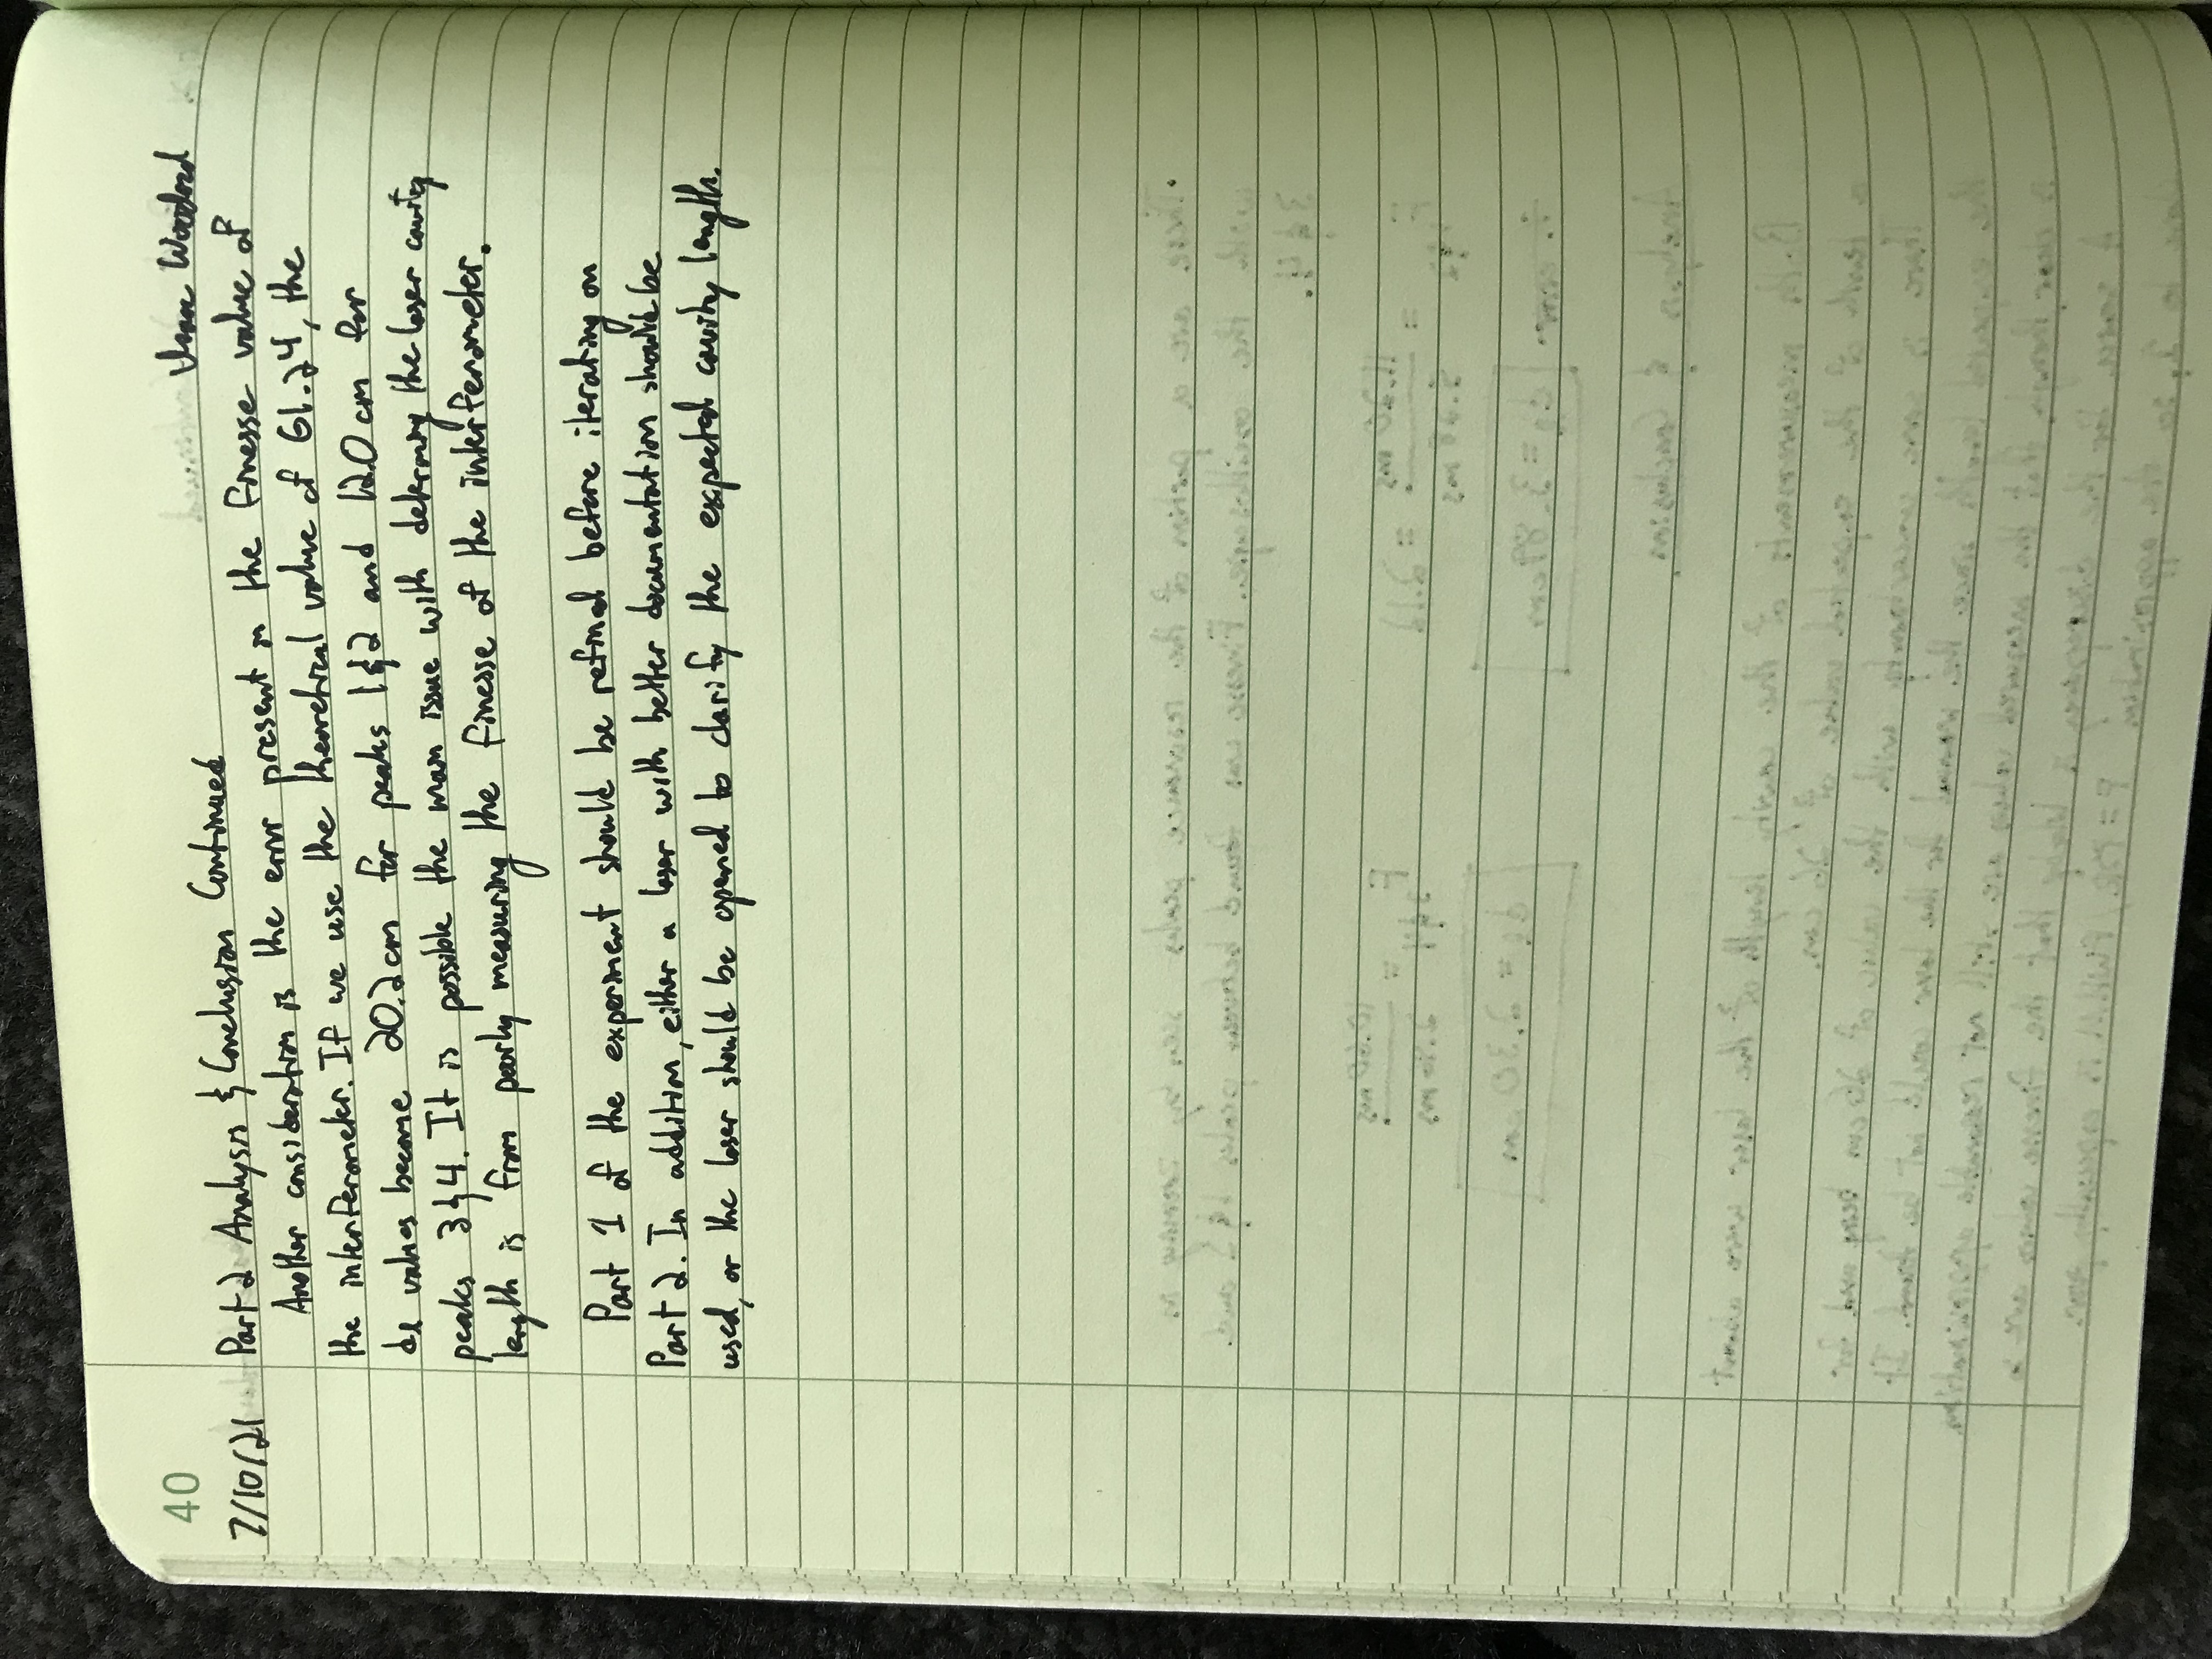 40
Isaac Woodard
7/10/21 Part 2 Analysis & Conclusion Continued
Another consideration is the error present in the finesse value of
the interferometer. If we use the theoretical value of 61.24, the
dl values become 20.2cm for peaks 1&2 and 12.0 cm for
peaks 3&4. It is possible the main issue with determing the laser cavity
length is from poorly measuring the finesse of the interferometer.
Part 1 of the experiment should be refined before iterating on
Part 2. In addition, either a laser with better documentation should be
used, or the laser should be opened to clarify the expected cavity length.